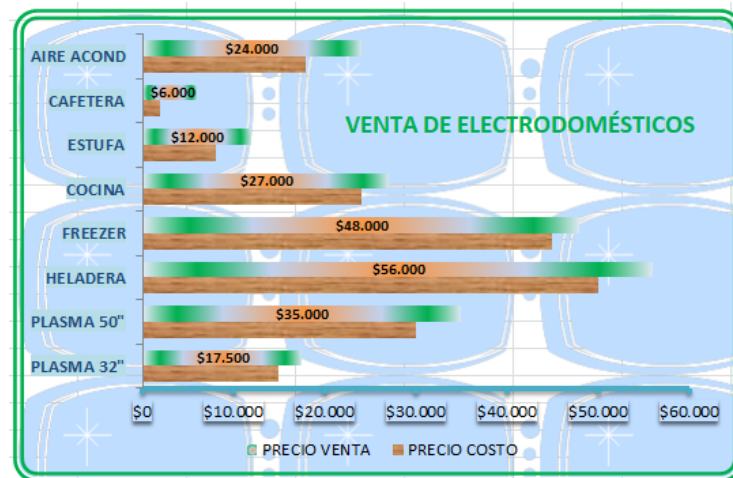 AIRE ACOND
$24.000
CAFETERA
$6.000
VENTA DE ELECTRODOMÉSTICOS
ESTUFA
$12.000
COCINA
$27.000
FREEZER
$48.000
HELADERA
$56.000
PLASMA 50"
$35.000
PLASMA 32"
$17.500
$0 $10.000 $20.000 $30.000 $40.000 $50.000 $60.000
PRECIO VENTA PRECIO COSTO